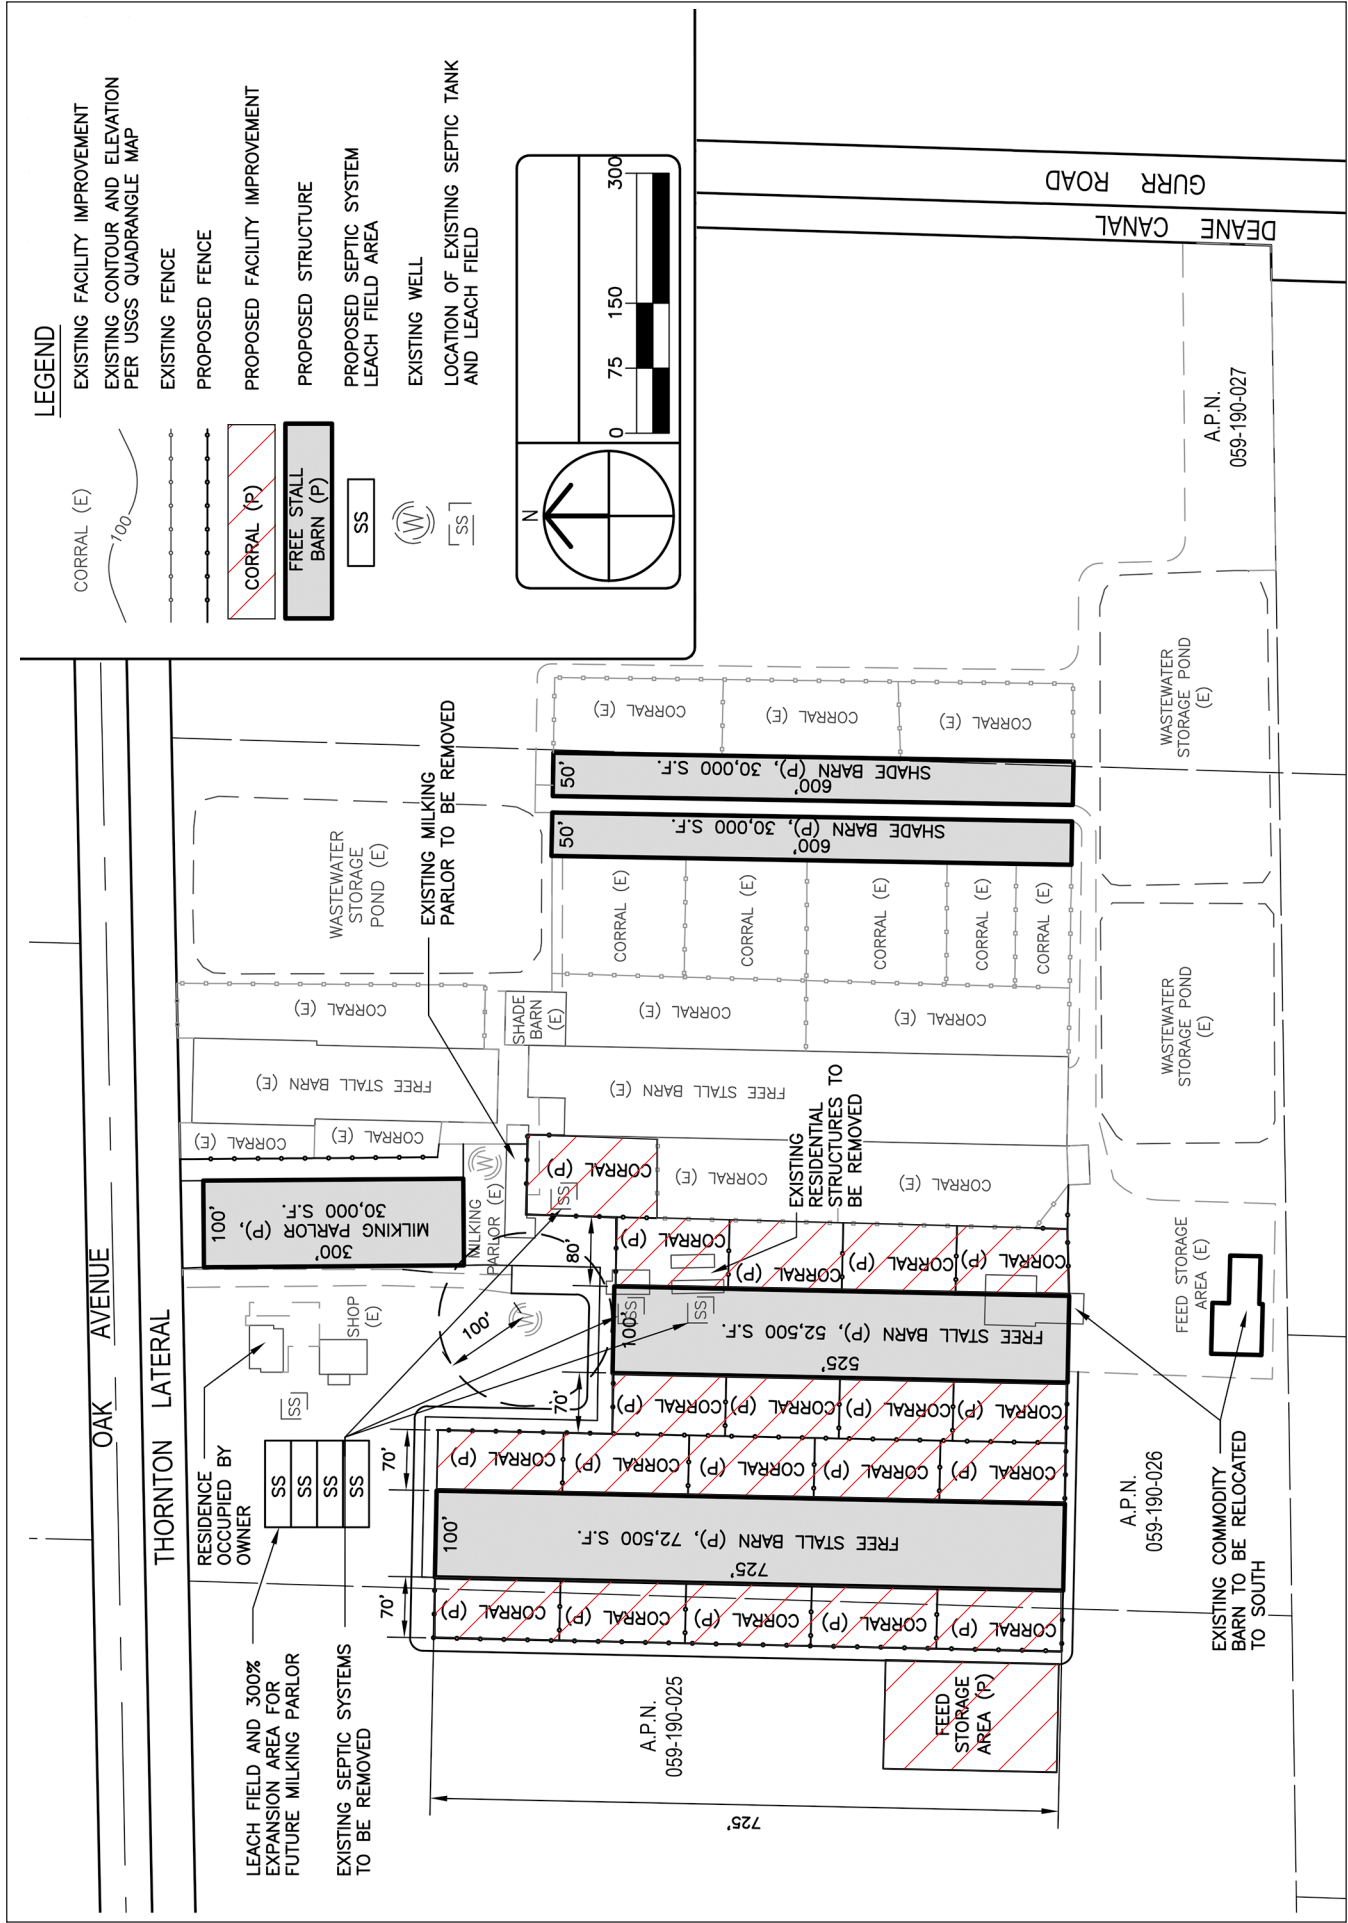 LEGEND
CORRAL (E)
EXISTING FACILITY IMPROVEMENT
100
EXISTING CONTOUR AND ELEVATION
PER USGS QUADRANGLE MAP
EXISTING FENCE
PROPOSED FENCE
CORRAL (P)
PROPOSED FACILITY IMPROVEMENT
FREE STALL
BARN (P)
PROPOSED STRUCTURE
SS
PROPOSED SEPTIC SYSTEM
LEACH FIELD AREA
W
EXISTING WELL
SS
LOCATION OF EXISTING SEPTIC TANK
AND LEACH FIELD
N
0
75
150
300
OAK AVENUE
THORNTON LATERAL
GURR ROAD
DEANE CANAL
A.P.N.
059-190-027
WASTEWATER
STORAGE POND
(E)
WASTEWATER
STORAGE POND
(E)
WASTEWATER
STORAGE
POND (E)
EXISTING MILKING
PARLOR TO BE REMOVED
CORRAL (E)
CORRAL (E)
CORRAL (E)
50'
SHADE BARN (P), 30,000 S.F.
600'
50'
SHADE BARN (P), 30,000 S.F.
600'
CORRAL (E)
CORRAL (E)
CORRAL (E)
CORRAL (E)
CORRAL (E)
CORRAL (E)
CORRAL (E)
CORRAL (E)
SHADE
BARN
(E)
FREE STALL BARN (E)
FREE STALL BARN (E)
CORRAL (E)
CORRAL (E)
CORRAL (E)
CORRAL (E)
100'
MILKING PARLOR (P),
30,000 S.F.
300'
MILKING
PARLOR (E)
W
CORRAL (P)
SS
EXISTING
RESIDENTIAL
STRUCTURES TO
BE REMOVED
80'
CORRAL (P)
CORRAL (P)
CORRAL (P)
CORRAL (P)
SS
SS
100'
FREE STALL BARN (P), 52,500 S.F.
525'
W
100'
SHOP
(E)
SS
RESIDENCE
OCCUPIED BY
OWNER
SS
SS
SS
SS
70'
CORRAL (P)
CORRAL (P)
CORRAL (P)
CORRAL (P)
70'
CORRAL (P)
CORRAL (P)
CORRAL (P)
CORRAL (P)
CORRAL (P)
100'
FREE STALL BARN (P), 72,500 S.F.
725'
70'
CORRAL (P)
CORRAL (P)
CORRAL (P)
CORRAL (P)
CORRAL (P)
LEACH FIELD AND 300%
EXPANSION AREA FOR
FUTURE MILKING PARLOR
EXISTING SEPTIC SYSTEMS
TO BE REMOVED
A.P.N.
059-190-025
FEED
STORAGE
AREA (P)
725'
A.P.N.
059-190-026
FEED STORAGE
AREA (E)
EXISTING COMMODITY
BARN TO BE RELOCATED
TO SOUTH